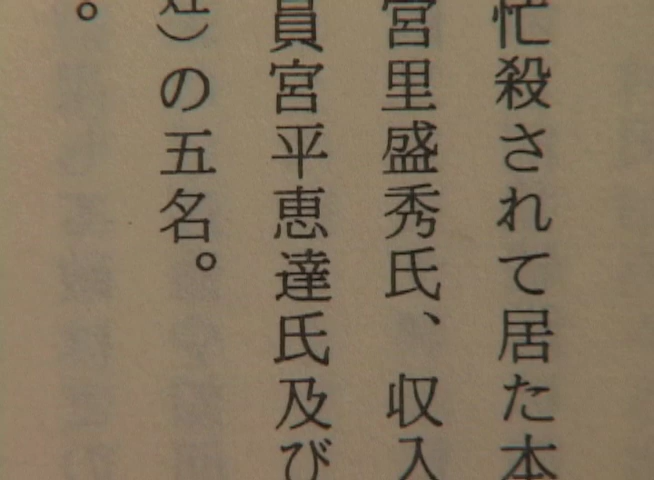 忙殺されて居た本
宮里盛秀氏、収入
員宮平恵達氏及び
)の五名。
。